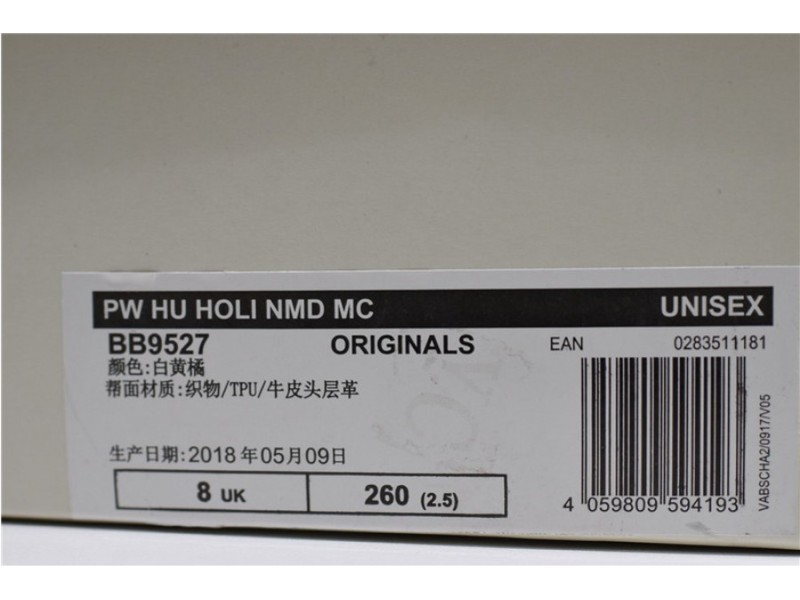 PW HU HOLI NMD MC UNISEX
BB9527 ORIGINALS EAN 0283511181
颜色:白黄橘
帮面材质:织物/TPU/牛皮头层革
生产日期:2018年05月09日
8 UK 260 (2.5)
4 059809 594193
VABSCHA2/0917/V05